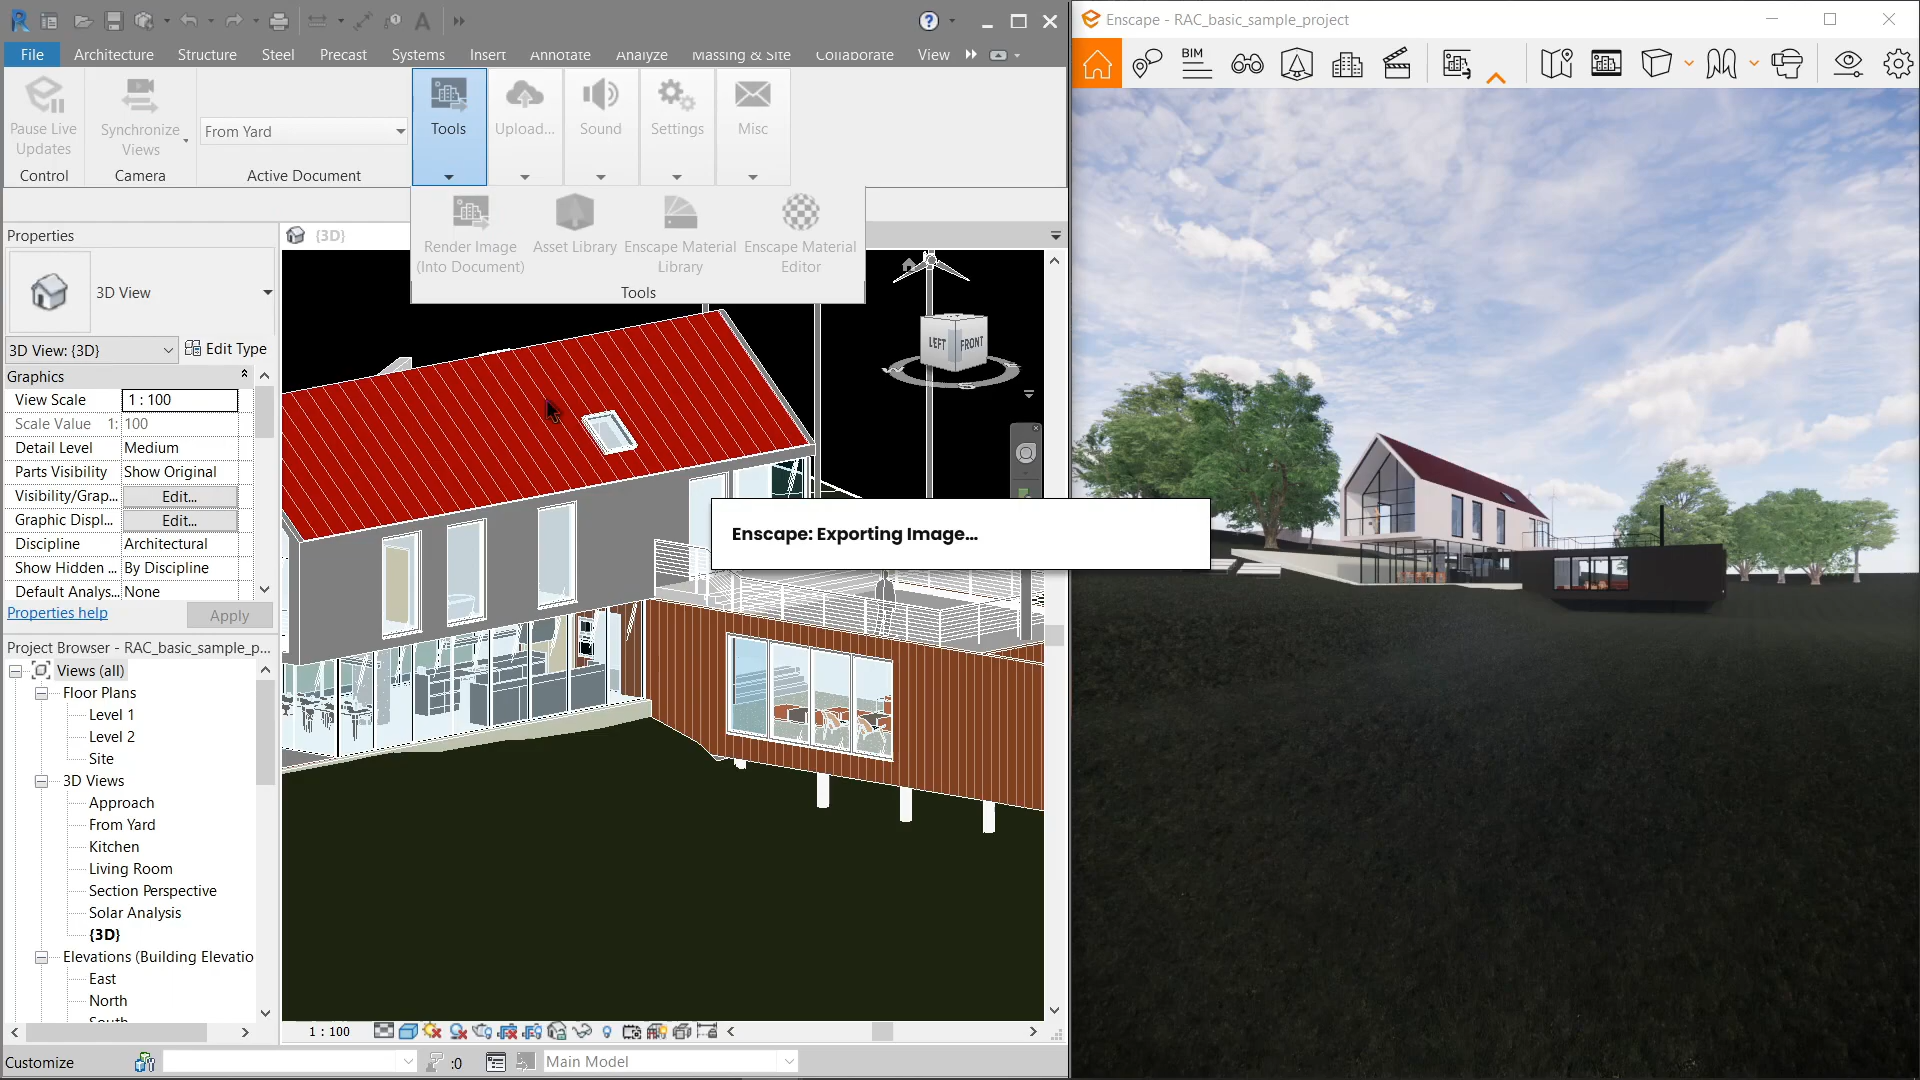 File
Architecture
Structure
Steel
Precast
Systems
Insert
Annotate
Analyze
Massing & Site
Collaborate
View
Pause Live
Updates
Synchronize
Views
From Yard
Tools
Upload...
Sound
Settings
Misc
Control
Camera
Active Document
Render Image
(Into Document)
Asset Library
Enscape Material
Library
Enscape Material
Editor
Tools
Properties
{3D}
3D View
3D View: {3D}
Edit Type
Graphics
View Scale
1 : 100
Scale Value 1:
100
Detail Level
Medium
Parts Visibility
Show Original
Visibility/Grap...
Edit...
Graphic Displ...
Edit...
Discipline
Architectural
Show Hidden ...
By Discipline
Default Analys...
None
Properties help
Apply
Project Browser - RAC_basic_sample_p...
Views (all)
Floor Plans
Level 1
Level 2
Site
3D Views
Approach
From Yard
Kitchen
Living Room
Section Perspective
Solar Analysis
{3D}
Elevations (Building Elevatio
East
North
South
LEFT
FRONT
1 : 100
Customize
:0
Main Model
Enscape: Exporting Image...
Enscape - RAC_basic_sample_project
BIM